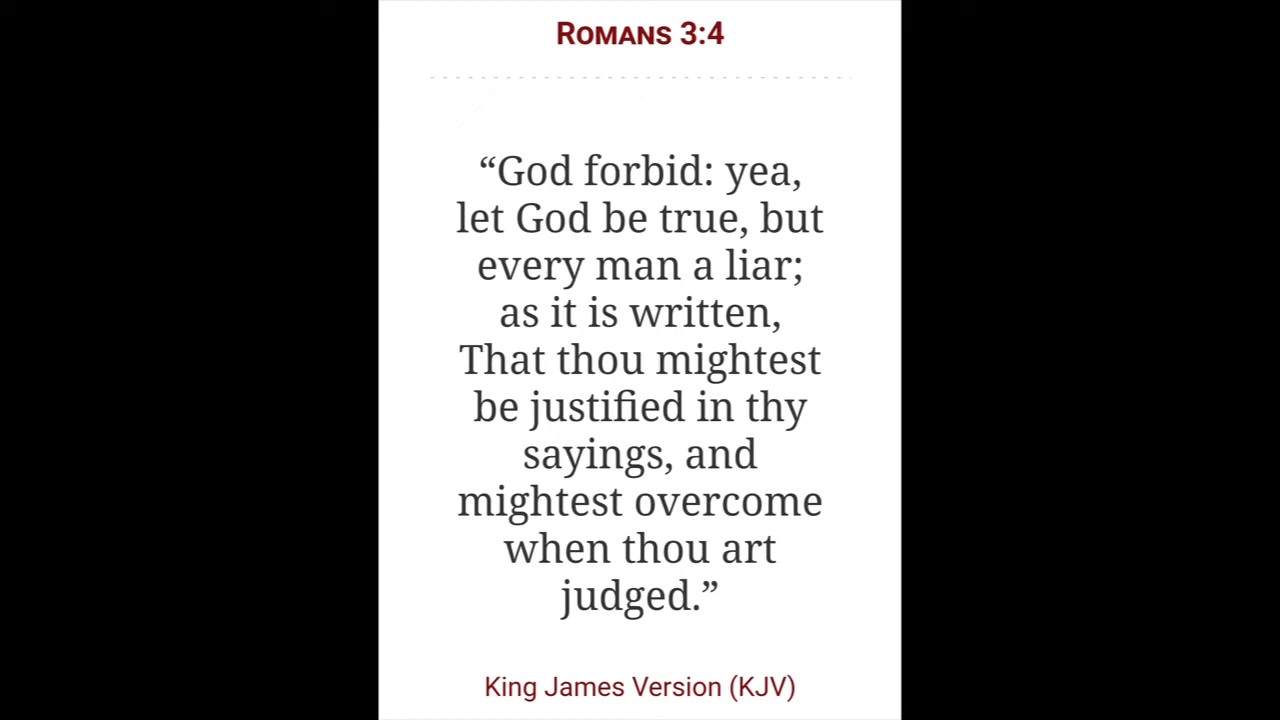 Romans 3:4
“God forbid: yea,
let God be true, but
every man a liar;
as it is written,
That thou mightest
be justified in thy
sayings, and
mightest overcome
when thou art
judged.”
King James Version (KJV)